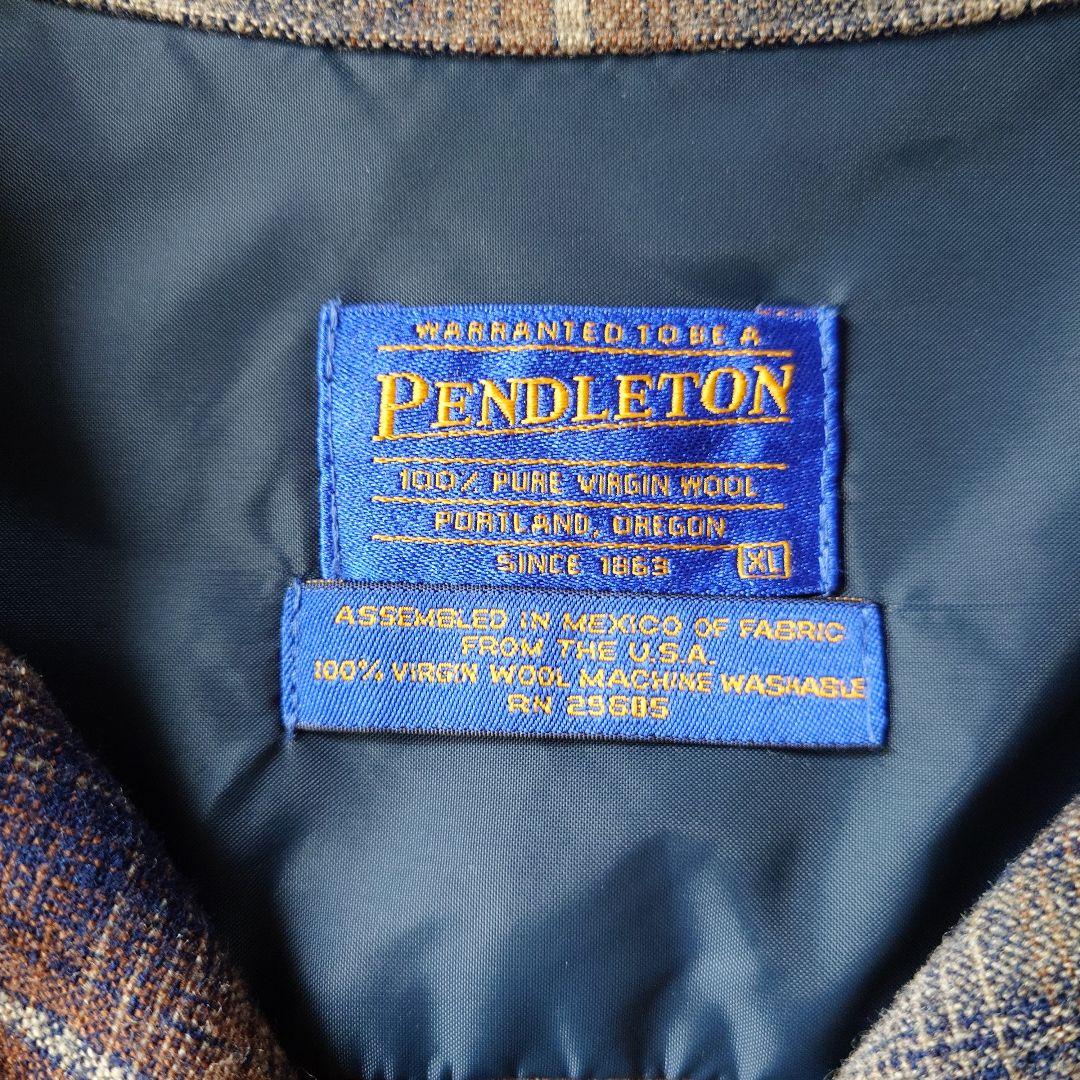 WARRANTED TO BE A
PENDLETON
100% PURE VIRGIN WOOL
PORTLAND, OREGON
SINCE 1863 XL
ASSEMBLED IN MEXICO OF FABRIC
FROM THE U.S.A.
100% VIRGIN WOOL MACHINE WASHABLE
RN 29685